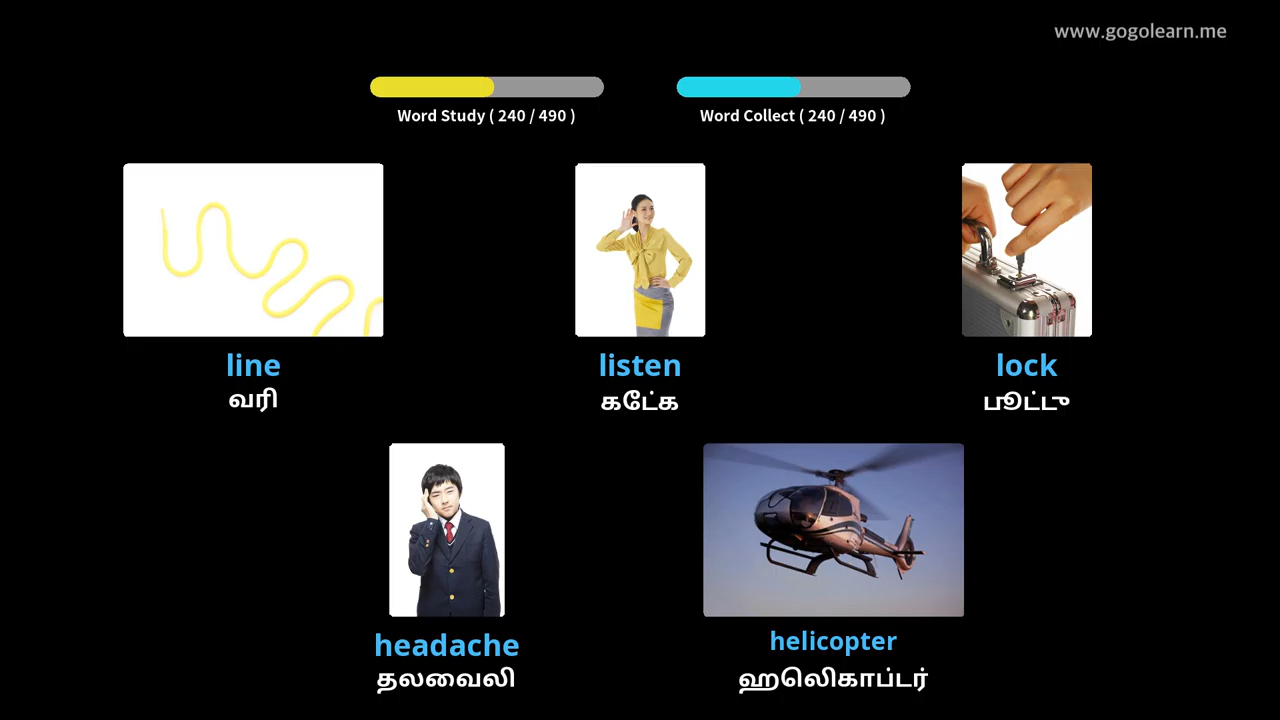 www.gogolearn.me
Word Study ( 240 / 490 )
Word Collect ( 240 / 490 )
line
வரி
listen
கேட்க
lock
பூட்டு
headache
தலைவலி
helicopter
ஹெலிகாப்டர்